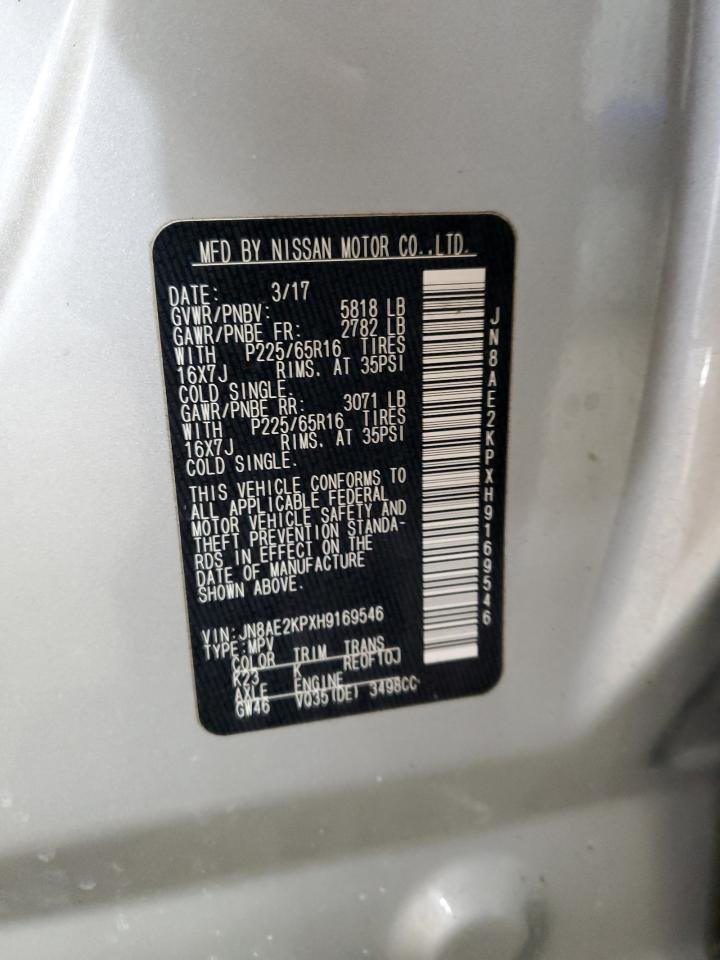 MFD BY NISSAN MOTOR CO.,LTD.
DATE: 3/17
GVWR/PNBV: 5818 LB
GAWR/PNBE FR: 2782 LB
WITH P225/65R16 TIRES
16X7J RIMS. AT 35PSI
COLD SINGLE.
GAWR/PNBE RR: 3071 LB
WITH P225/65R16 TIRES
16X7J RIMS. AT 35PSI
COLD SINGLE.
THIS VEHICLE CONFORMS TO
ALL APPLICABLE FEDERAL
MOTOR VEHICLE SAFETY AND
THEFT PREVENTION STANDA-
RDS IN EFFECT ON THE
DATE OF MANUFACTURE
SHOWN ABOVE.
VIN:JN8AE2KPXH9169546
TYPE:MPV
COLOR TRIM TRANS
K23 K RE0F10J
AXLE ENGINE
GW46 VQ35(DE) 3498CC
JN8AE2KPXH9169546